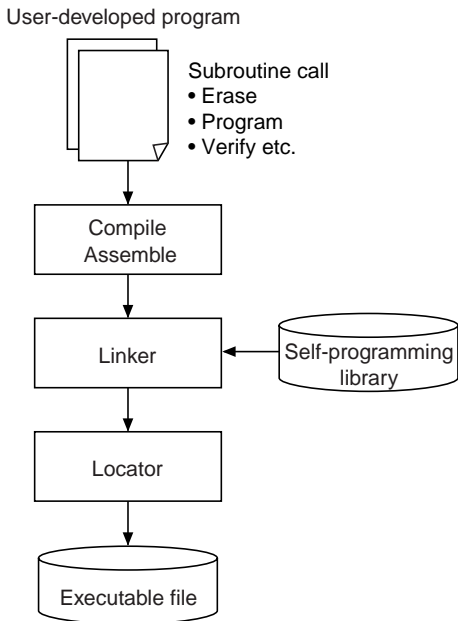 User-developed program
Subroutine call
• Erase
• Program
• Verify etc.
Compile
Assemble
Linker
Self-programming
library
Locator
Executable file